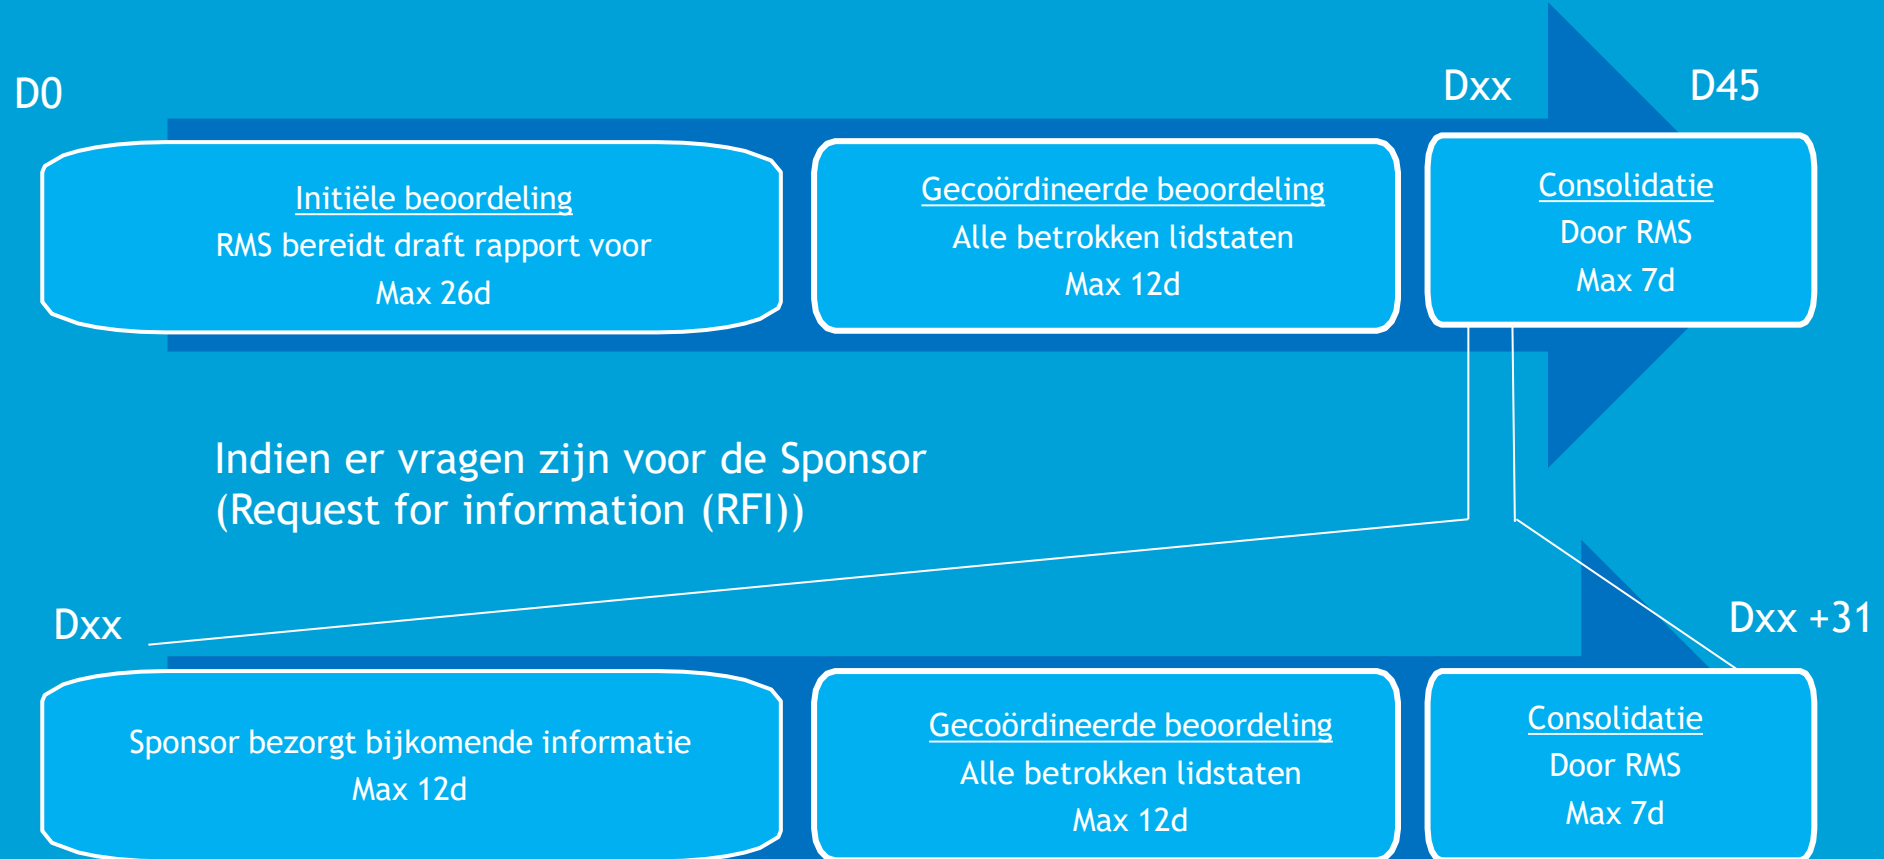 D0
Dxx
D45
Initiële beoordeling
RMS bereidt draft rapport voor
Max 26d
Gecoördineerde beoordeling
Alle betrokken lidstaten
Max 12d
Consolidatie
Door RMS
Max 7d
Indien er vragen zijn voor de Sponsor
(Request for information (RFI))
Dxx
Dxx +31
Sponsor bezorgt bijkomende informatie
Max 12d
Gecoördineerde beoordeling
Alle betrokken lidstaten
Max 12d
Consolidatie
Door RMS
Max 7d